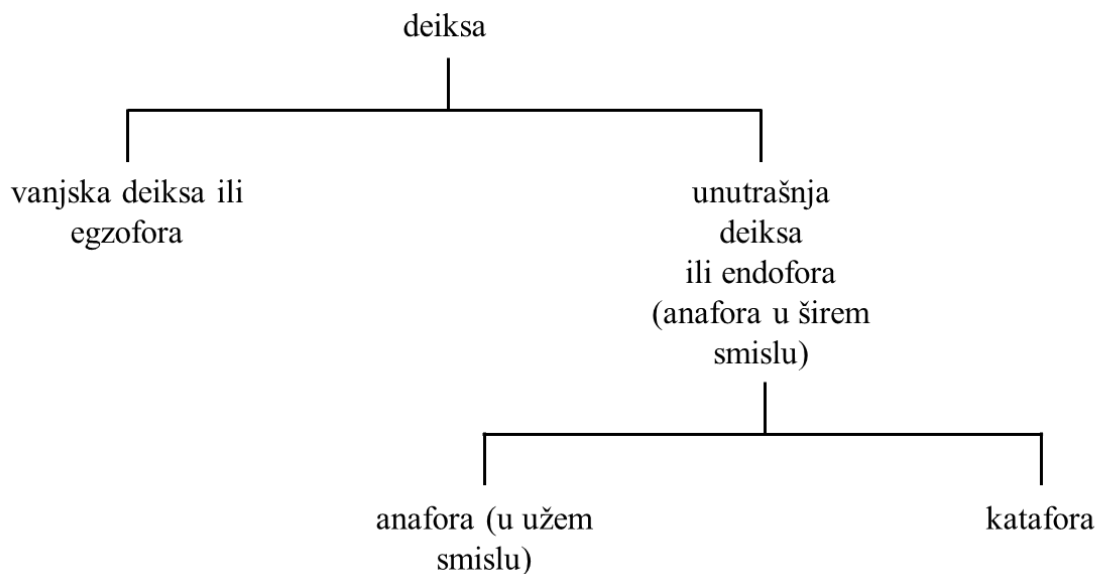 deiksa
vanjska deiksa ili
egzofora
unutrašnja
deiksa
ili endofora
(anafora u širem
smislu)
anafora (u užem
smislu)
katafora